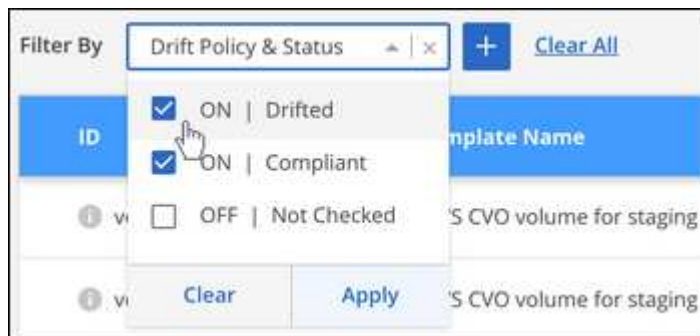 Filter By Drift Policy & Status × + Clear All
ON | Drifted
ID mplate Name
ON | Compliant
OFF | Not Checked 'S CVO volume for staging
Clear Apply 'S CVO volume for staging